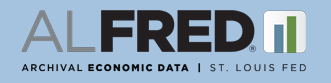 ALFRED®
ARCHIVAL ECONOMIC DATA | ST. LOUIS FED